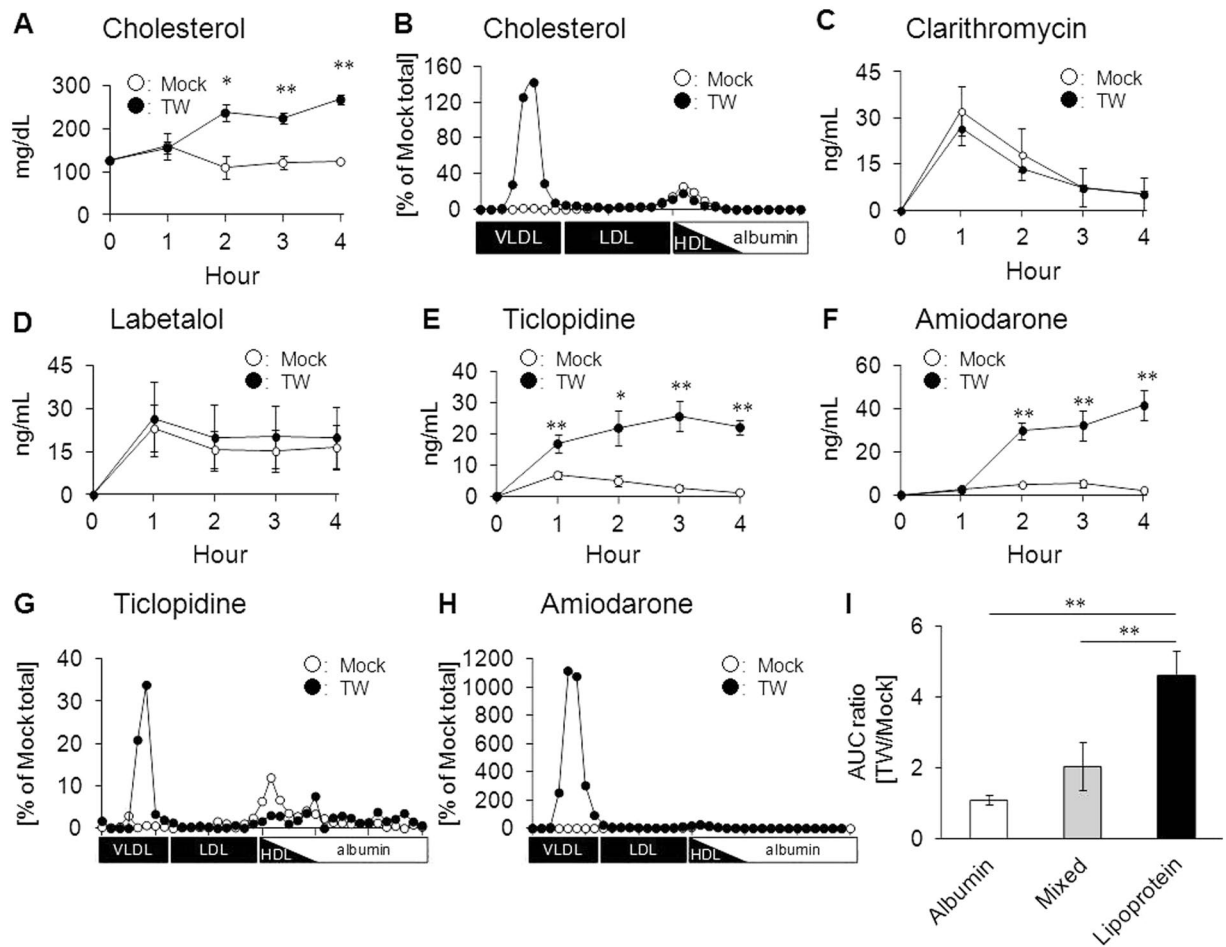 A Cholesterol
mg/dL
300
200
100
0
○: Mock
●: TW
* ** **
0 1 2 3 4
Hour
B Cholesterol
[% of Mock total]
160
120
80
40
0
○: Mock
●: TW
VLDL LDL HDL albumin
C Clarithromycin
ng/mL
45
30
15
0
○: Mock
●: TW
0 1 2 3 4
Hour
D Labetalol
ng/mL
45
30
15
0
○: Mock
●: TW
0 1 2 3 4
Hour
E Ticlopidine
ng/mL
40
30
20
10
0
○: Mock
●: TW
** * ** **
0 1 2 3 4
Hour
F Amiodarone
ng/mL
60
40
20
0
○: Mock
●: TW
** ** **
0 1 2 3 4
Hour
G Ticlopidine
[% of Mock total]
40
30
20
10
0
○: Mock
●: TW
VLDL LDL HDL albumin
H Amiodarone
[% of Mock total]
1200
1000
800
600
400
200
0
○: Mock
●: TW
VLDL LDL HDL albumin
I
AUC ratio
[TW/Mock]
6
4
2
0
**
**
Albumin
Mixed
Lipoprotein